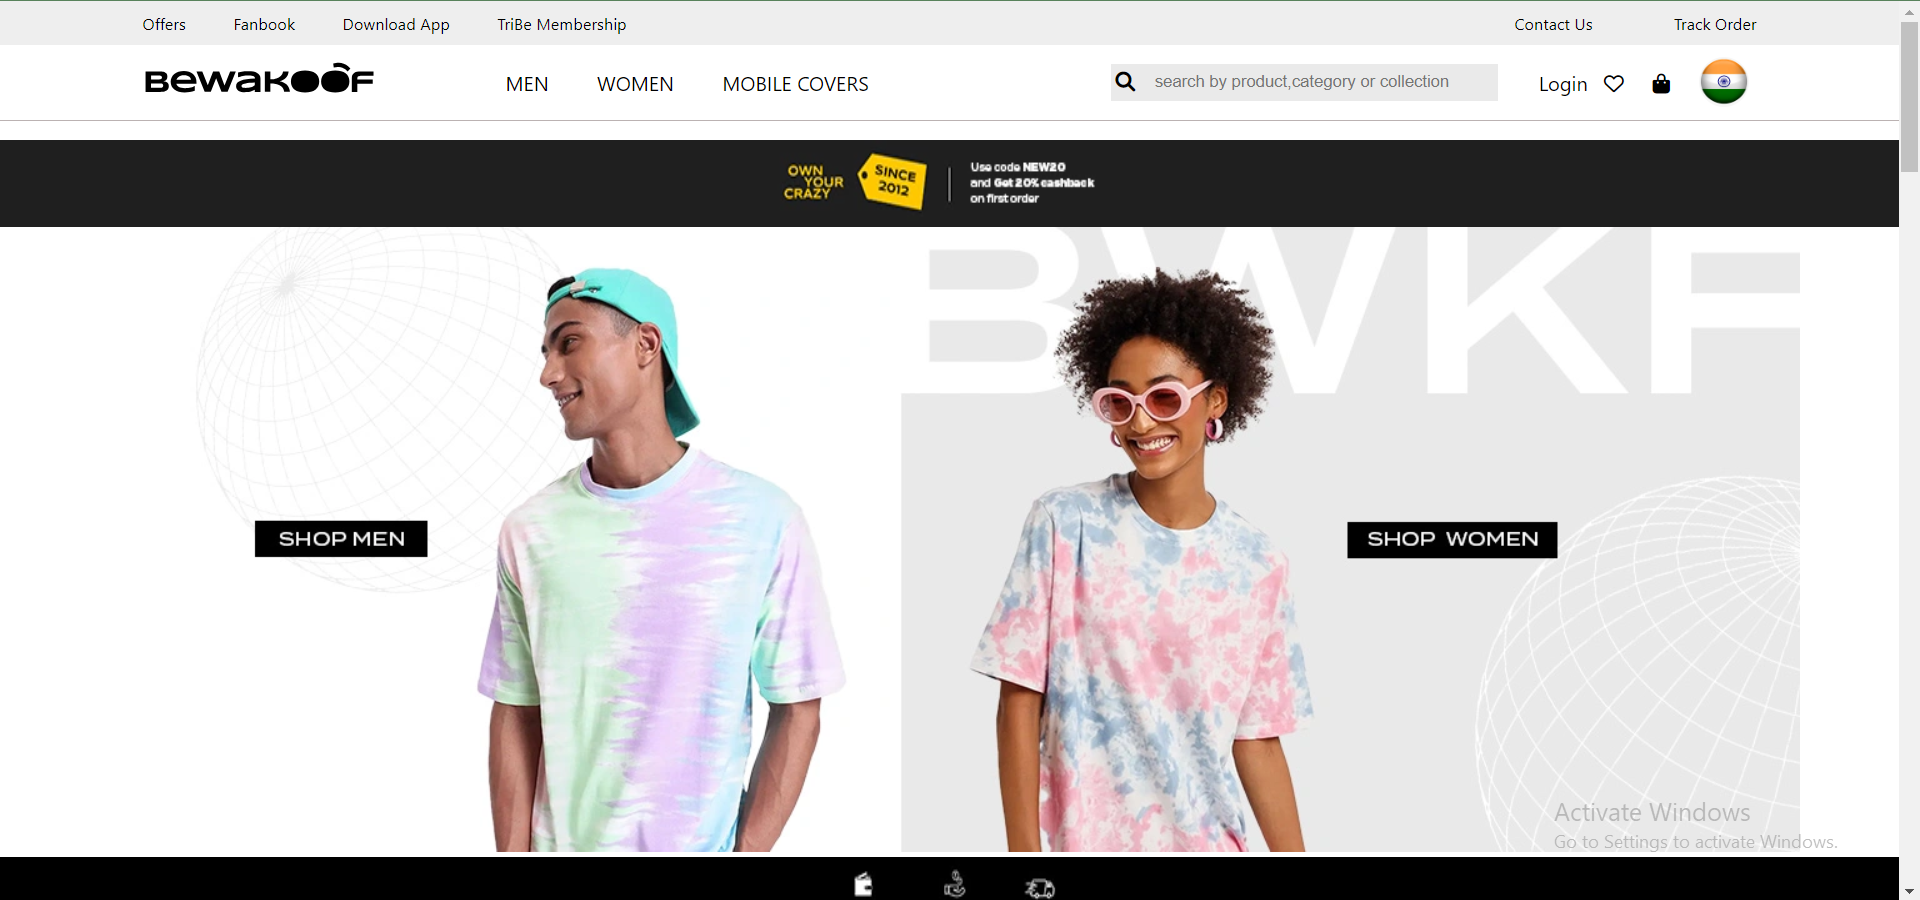 Offers Fanbook Download App TriBe Membership Contact Us Track Order
BEWAKOOF MEN WOMEN MOBILE COVERS search by product,category or collection Login
OWN
YOUR
CRAZY
SINCE
2012
Use code NEW20
and Get 20% cashback
on first order
BWKF
SHOP MEN
SHOP WOMEN
Activate Windows
Go to Settings to activate Windows.